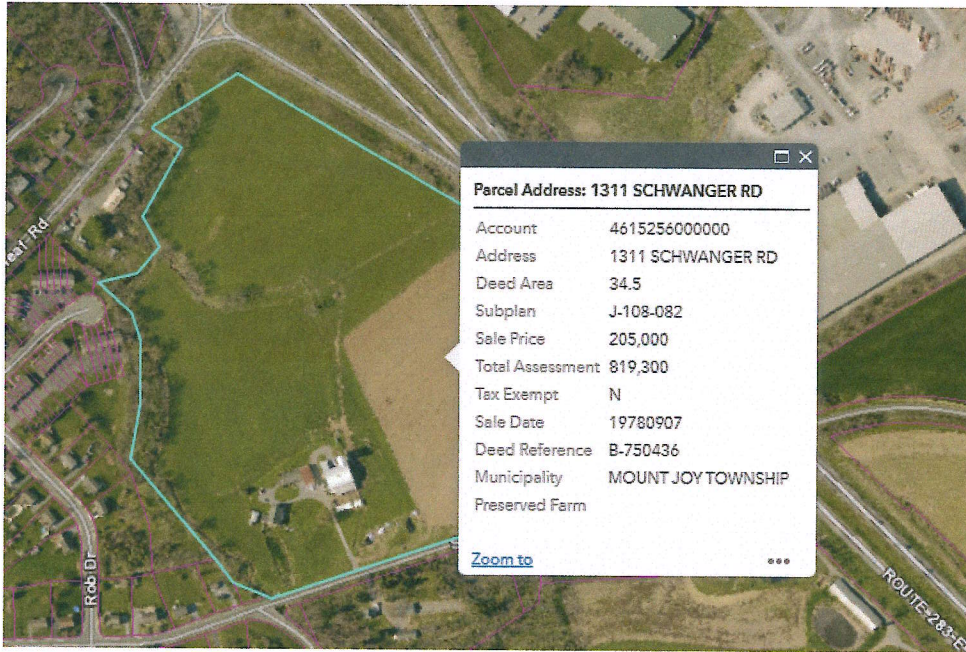 Parcel Address: 1311 SCHWANGER RD
Account 4615256000000
Address 1311 SCHWANGER RD
Deed Area 34.5
Subplan J-108-082
Sale Price 205,000
Total Assessment 819,300
Tax Exempt N
Sale Date 19780907
Deed Reference B-750436
Municipality MOUNT JOY TOWNSHIP
Preserved Farm
Zoom to
Rd
Rob Dr
ROUTE-283-E